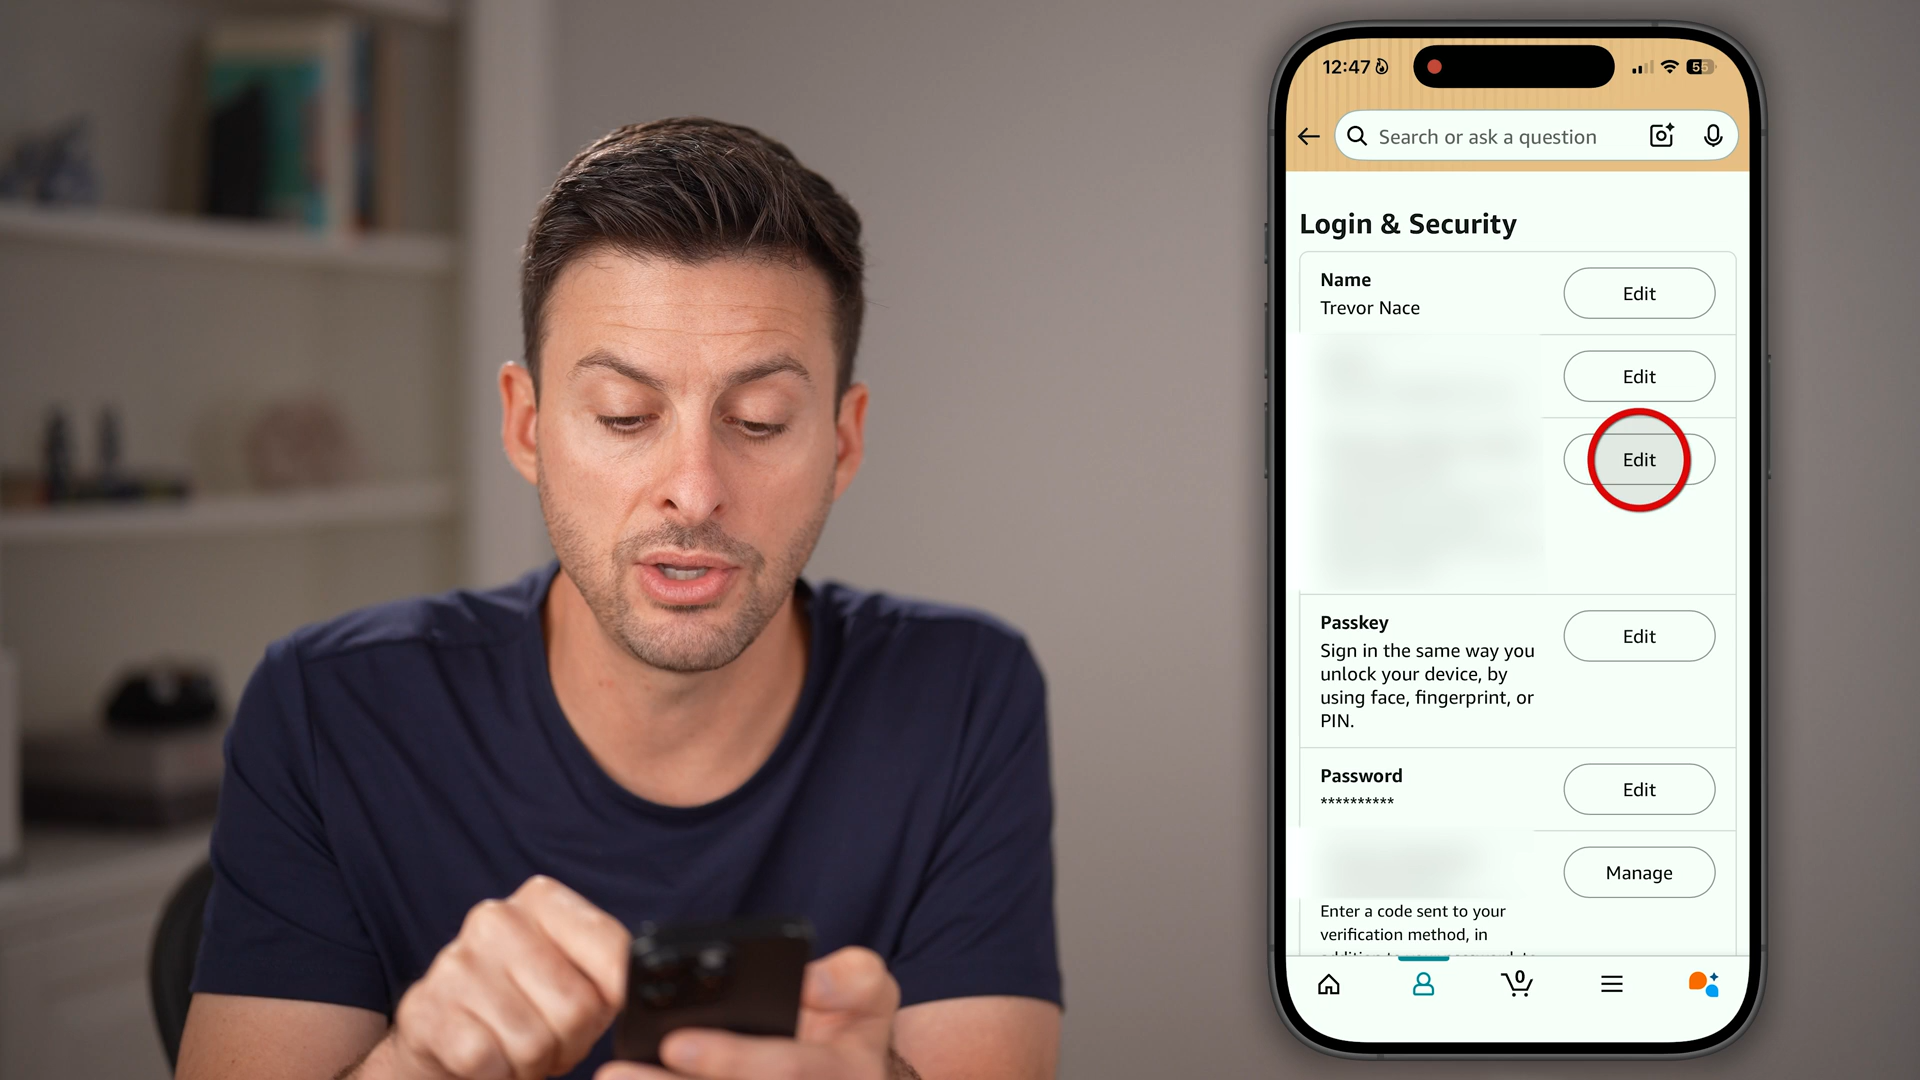 12:47
55
Search or ask a question
Login & Security
Name
Edit
Trevor Nace
Edit
Edit
Passkey
Edit
Sign in the same way you
unlock your device, by
using face, fingerprint, or
PIN.
Password
Edit
**********
Manage
Enter a code sent to your
verification method, in
0